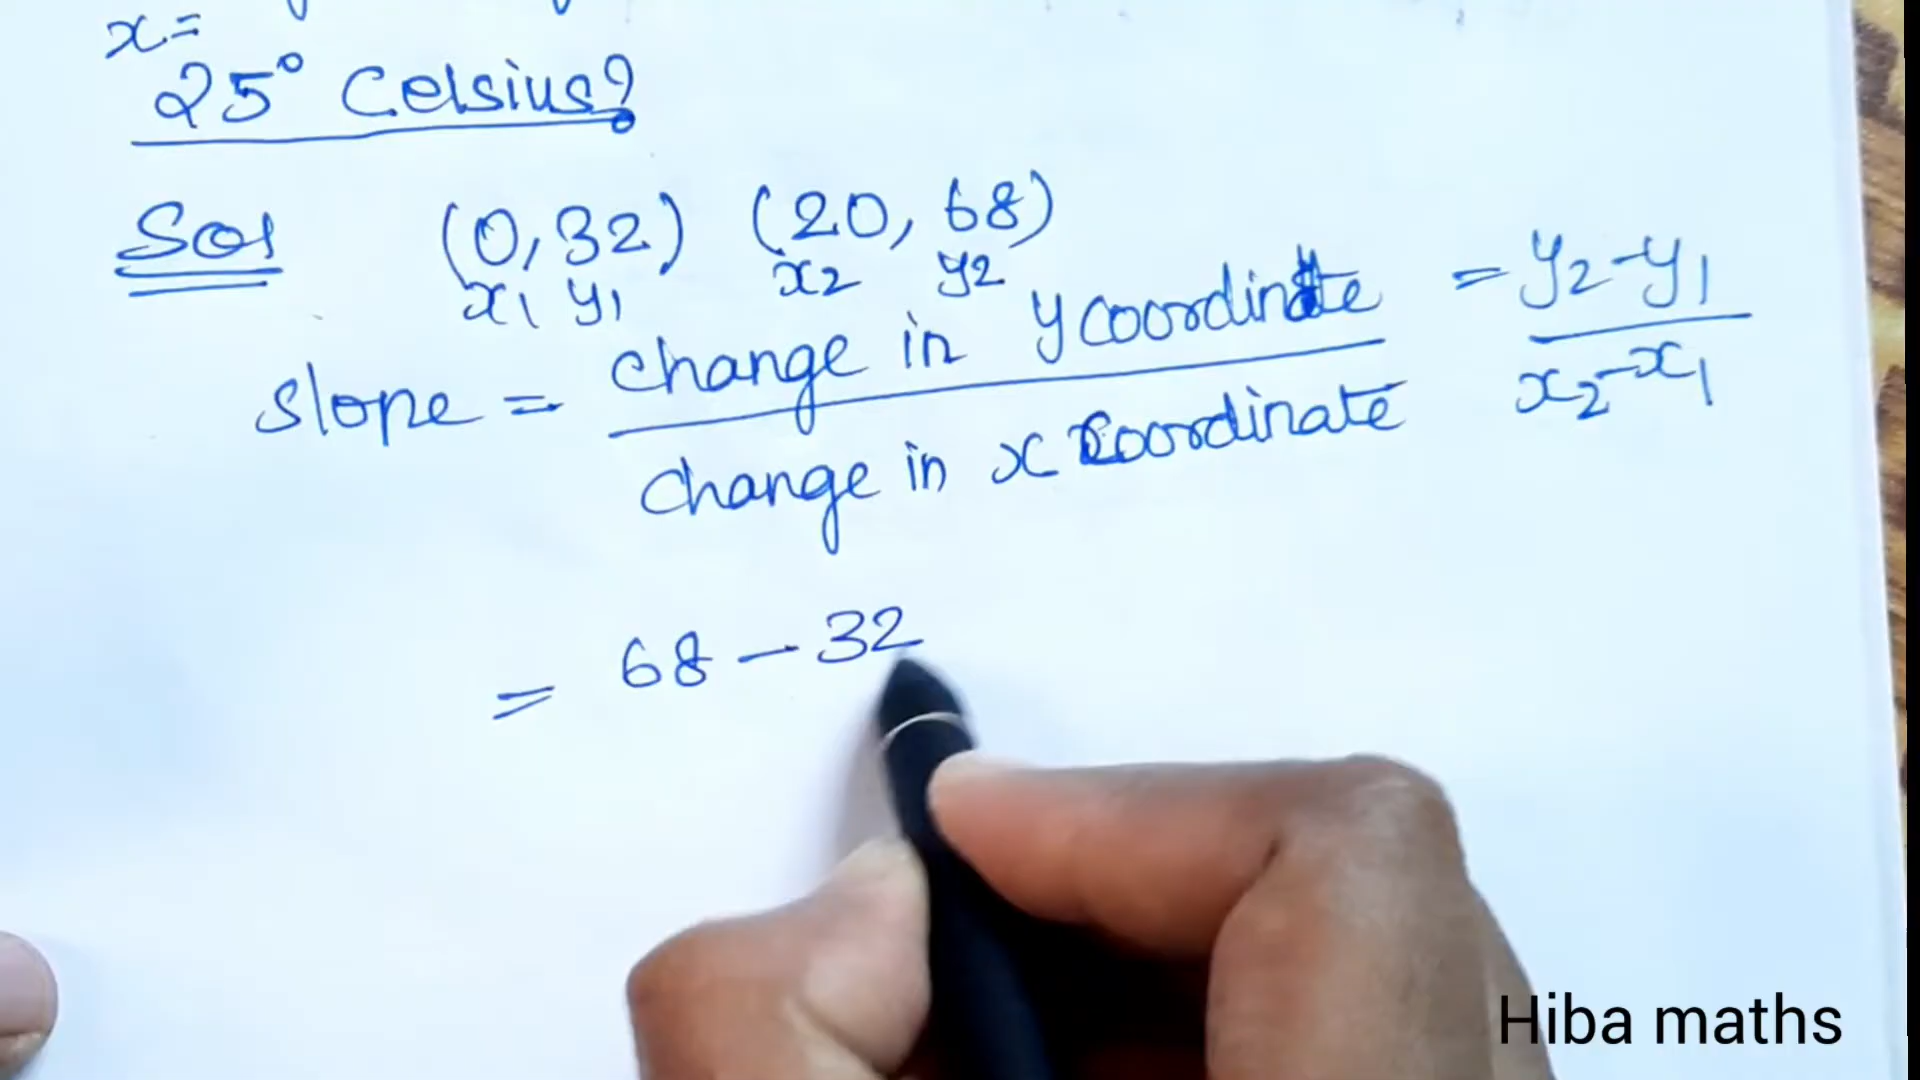 x=
25° Celsius?
Sol (0,32) (20, 68)
x1 y1 x2 y2
slope = change in y coordinate = y2-y1
change in x coordinate x2-x1
= 68 - 32
Hiba maths